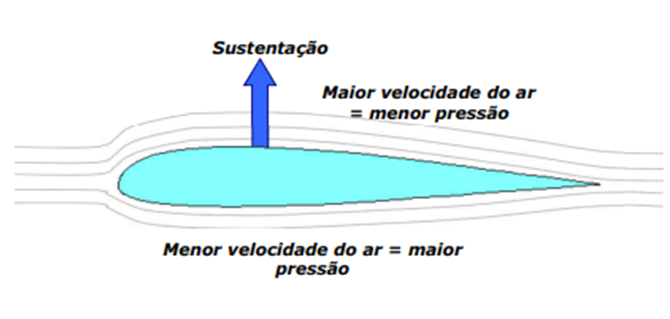 Sustentação
Maior velocidade do ar
= menor pressão
Menor velocidade do ar = maior
pressão